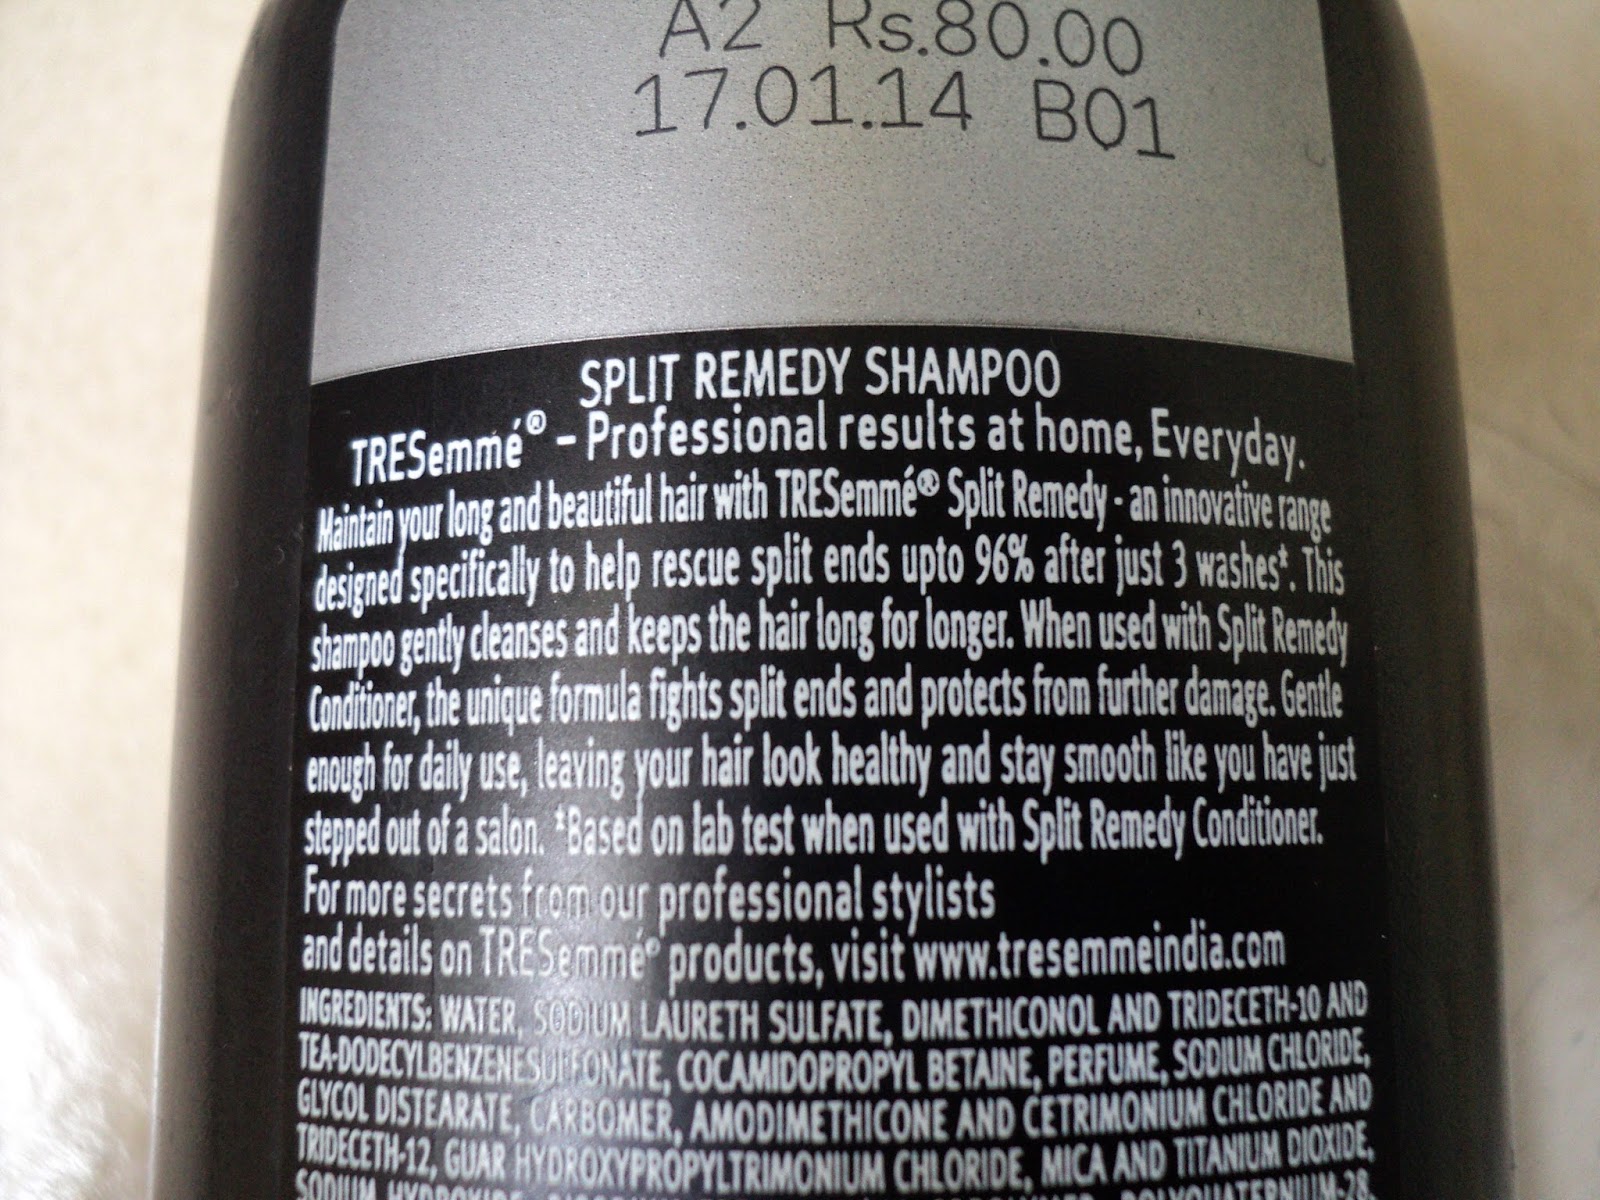 A2 Rs.80.00
17.01.14 B01
SPLIT REMEDY SHAMPOO
TRESemmé® – Professional results at home, Everyday.
Maintain your long and beautiful hair with TRESemmé® Split Remedy - an innovative range
designed specifically to help rescue split ends upto 96% after just 3 washes*. This
shampoo gently cleanses and keeps the hair long for longer. When used with Split Remedy
Conditioner, the unique formula fights split ends and protects from further damage. Gentle
enough for daily use, leaving your hair look healthy and stay smooth like you have just
stepped out of a salon. *Based on lab test when used with Split Remedy Conditioner.
For more secrets from our professional stylists
and details on TRESemmé® products, visit www.tresemmeindia.com
INGREDIENTS: WATER, SODIUM LAURETH SULFATE, DIMETHICONOL AND TRIDECETH-10 AND
TEA-DODECYLBENZENESULFONATE, COCAMIDOPROPYL BETAINE, PERFUME, SODIUM CHLORIDE,
GLYCOL DISTEARATE, CARBOMER, AMODIMETHICONE AND CETRIMONIUM CHLORIDE AND
TRIDECETH-12, GUAR HYDROXYPROPYLTRIMONIUM CHLORIDE, MICA AND TITANIUM DIOXIDE,
SODIUM HYDROXIDE, POLYQUATERNIUM-28,